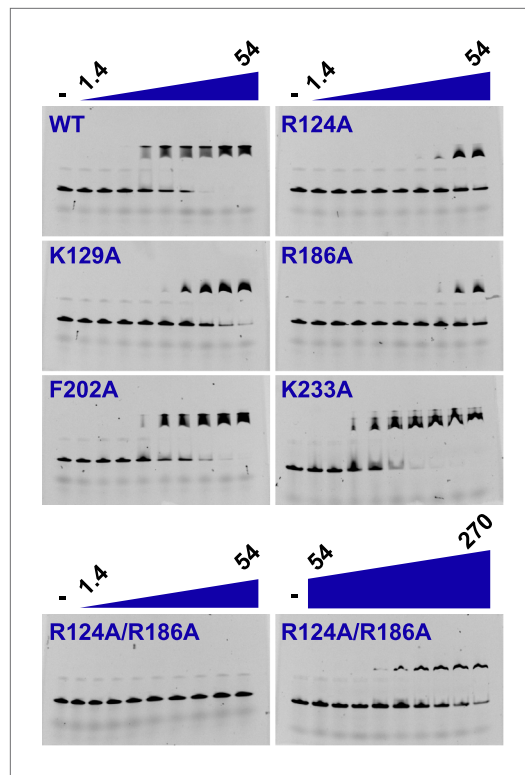 - 1.4 54
- 1.4 54
WT
R124A
K129A
R186A
F202A
K233A
- 1.4 54
- 54 270
R124A/R186A
R124A/R186A